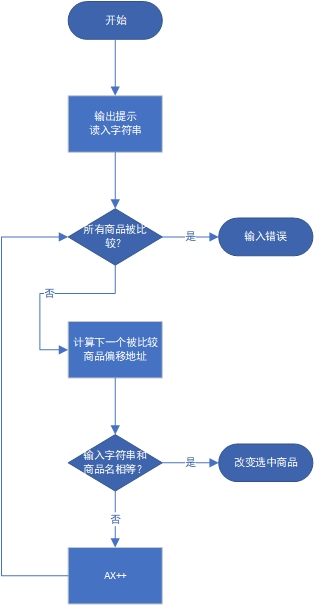 开始
输出提示
读入字符串
所有商品被比
较？
是
输入错误
否
计算下一个被比较
商品偏移地址
输入字符串和
商品名相等？
是
改变选中商品
否
AX++